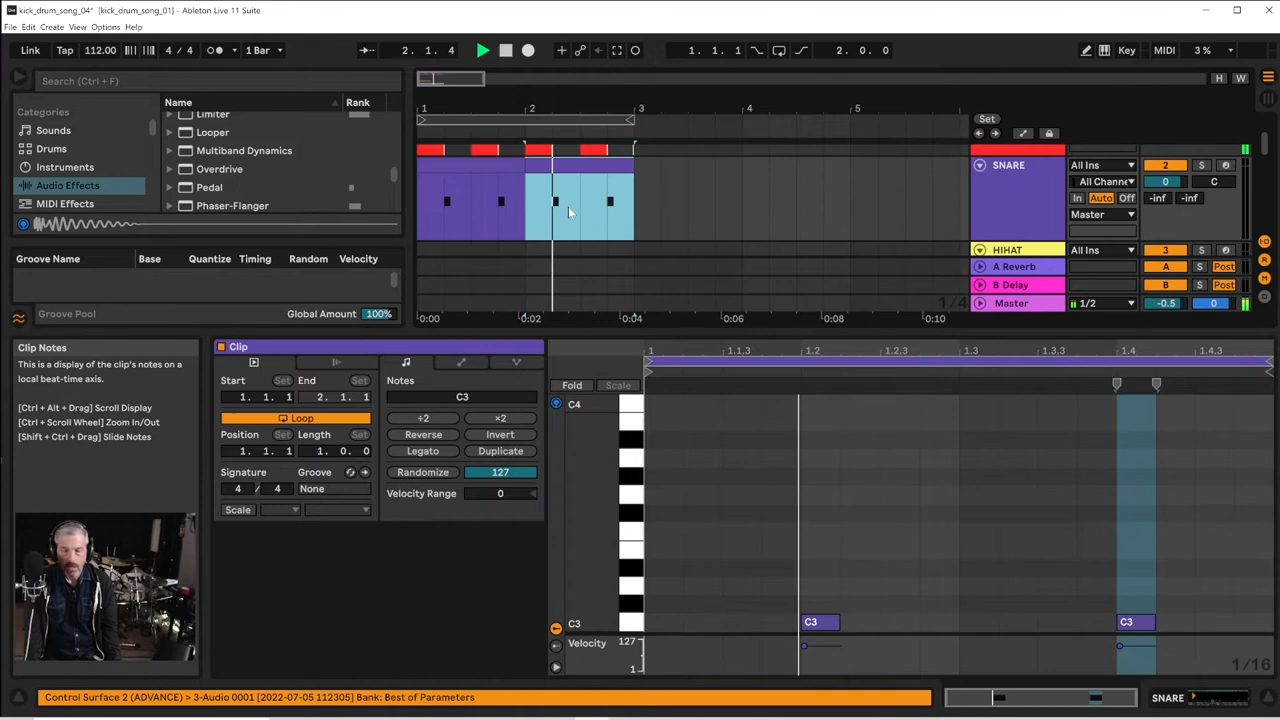 kick_drum_song_04* [kick_drum_song_01] - Ableton Live 11 Suite
File Edit Create View Options Help
Link Tap 112.00 4 / 4 1 Bar 2. 1. 4 1. 1. 1 2. 0. 0 Key MIDI 3 %
Search (Ctrl + F)
H W
Categories Name Rank
1 2 3 4 5
Sounds Limiter
Drums Looper
Instruments Multiband Dynamics
Audio Effects Overdrive
MIDI Effects Pedal
Phaser-Flanger
Set
SNARE All Ins 2 S
All Channe 0 C
In Auto Off -inf -inf
Master
HIHAT All Ins 3 S
A Reverb A S Post
B Delay B S Post
1/4 Master 1/2 -0.5 0
0:00 0:02 0:04 0:06 0:08 0:10
Groove Name Base Quantize Timing Random Velocity
Groove Pool Global Amount 100%
Clip Notes
This is a display of the clip's notes on a
local beat-time axis.
[Ctrl + Alt + Drag] Scroll Display
[Ctrl + Scroll Wheel] Zoom In/Out
[Shift + Ctrl + Drag] Slide Notes
Clip
Start Set End Set
1. 1. 1 2. 1. 1
Loop
Position Set Length Set
1. 1. 1 1. 0. 0
Signature Groove
4 / 4 None
Scale
Notes
C3
÷2 ×2
Reverse Invert
Legato Duplicate
Randomize 127
Velocity Range 0
1 1.1.3 1.2 1.2.3 1.3 1.3.3 1.4 1.4.3
Fold Scale
C4
C3 C3 C3
Velocity 127
1 1/16
Control Surface 2 (ADVANCE) > 3-Audio 0001 [2022-07-05 112305] Bank: Best of Parameters
SNARE